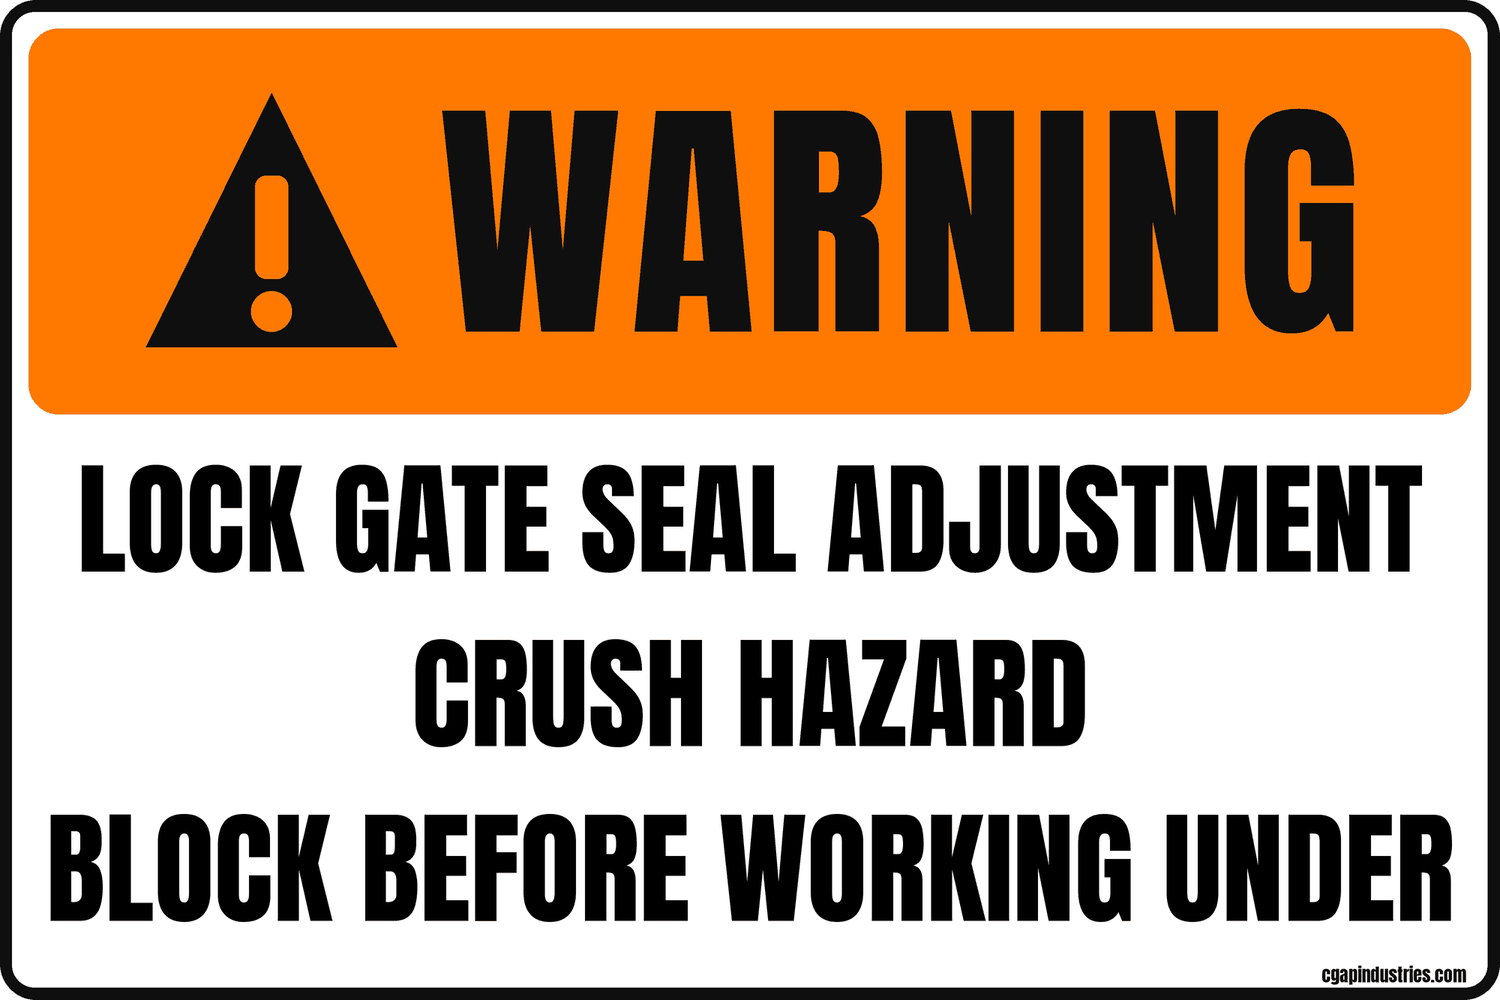 WARNING
LOCK GATE SEAL ADJUSTMENT
CRUSH HAZARD
BLOCK BEFORE WORKING UNDER
cgapindustries.com